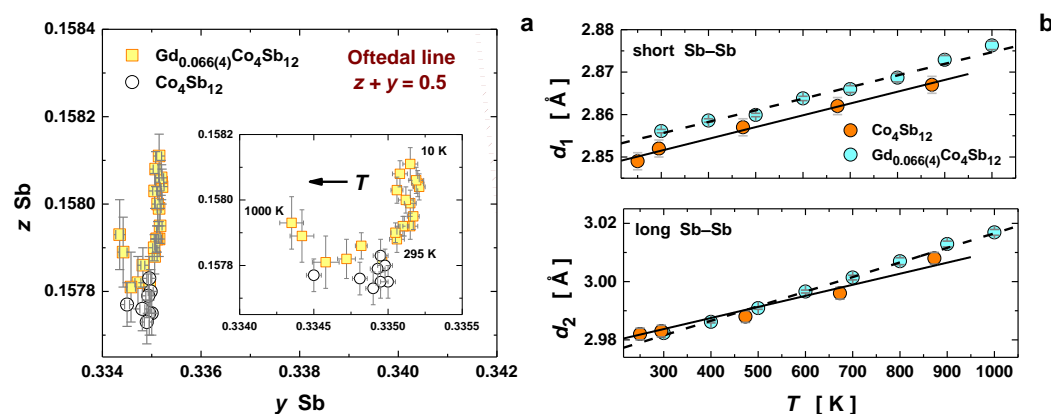 a
0.1584
0.1582
0.1580
0.1578
0.1576
z Sb
Gd0.066(4)Co4Sb12
Co4Sb12
Oftedal line
z + y = 0.5
0.1582
0.1580
0.1578
0.1576
10 K
T
1000 K
295 K
0.3340
0.3345
0.3350
0.3355
0.334
0.336
0.338
0.340
0.342
y Sb
b
2.88
2.87
2.86
2.85
d1 [ Å ]
short Sb–Sb
Co4Sb12
Gd0.066(4)Co4Sb12
3.02
3.00
2.98
d2 [ Å ]
long Sb–Sb
300 400 500 600 700 800 900 1000
T [ K ]